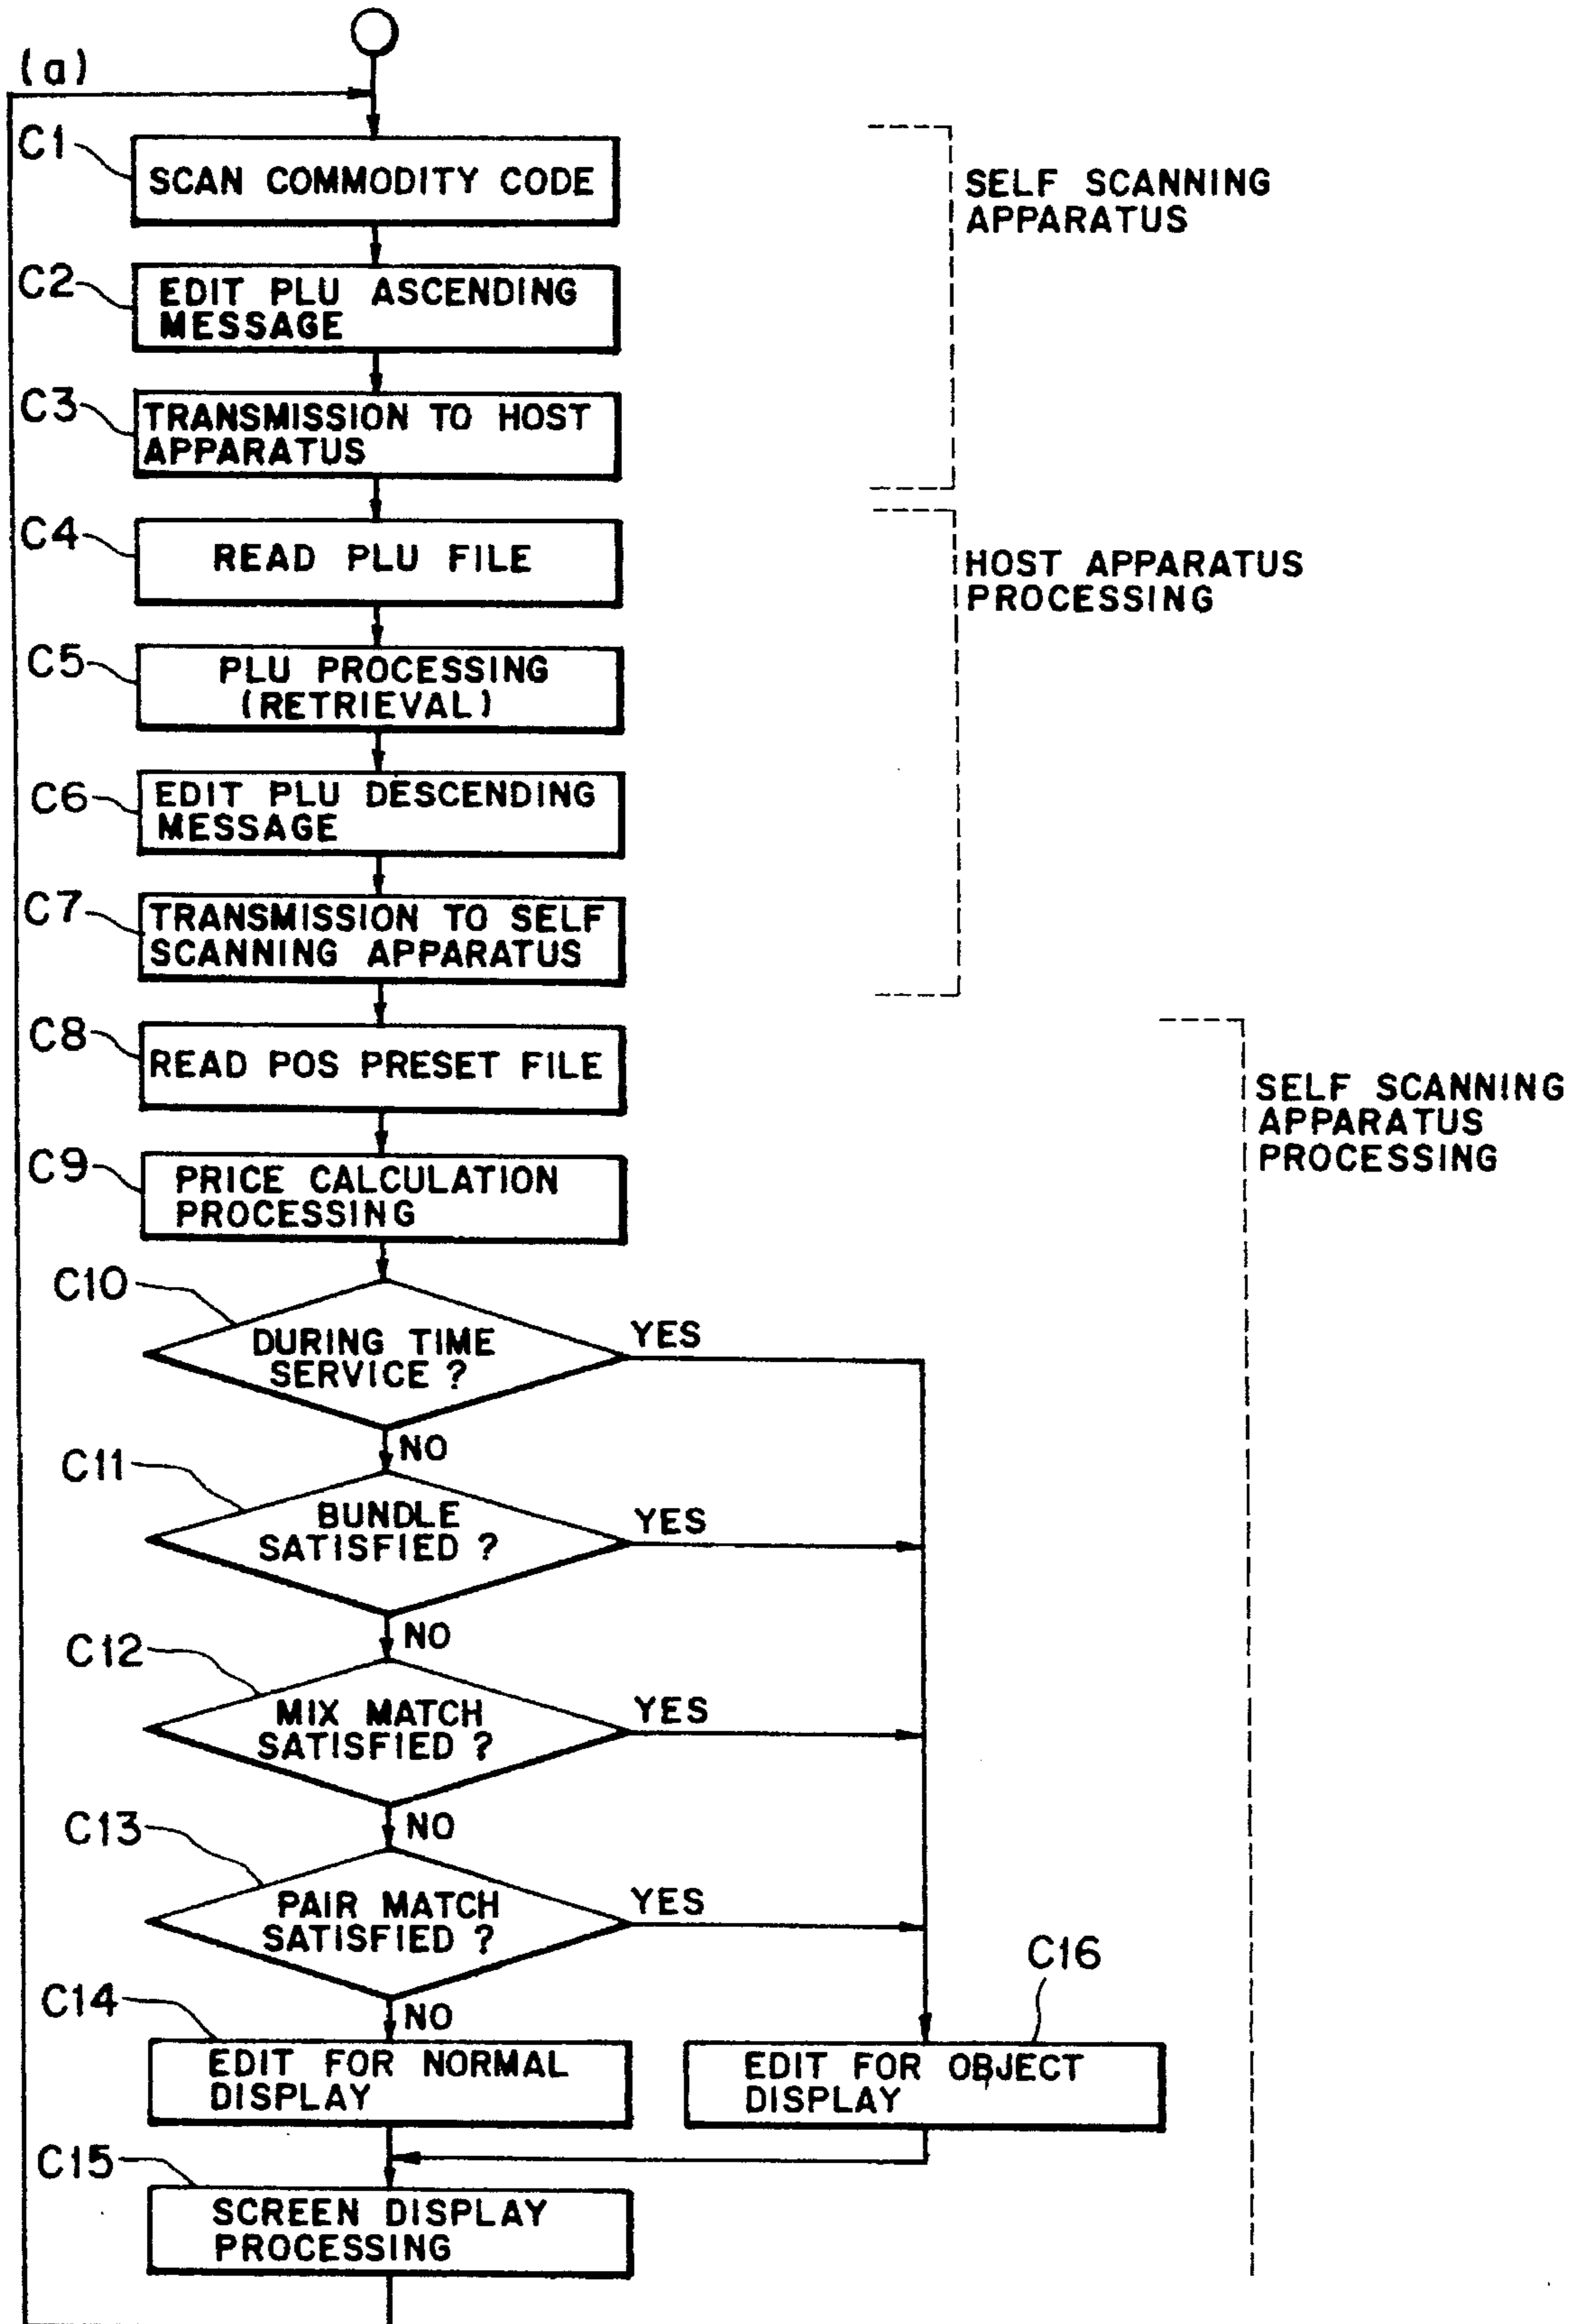 (a)
C1
SCAN COMMODITY CODE
SELF SCANNING
APPARATUS
C2
EDIT PLU ASCENDING
MESSAGE
C3
TRANSMISSION TO HOST
APPARATUS
C4
READ PLU FILE
HOST APPARATUS
PROCESSING
C5
PLU PROCESSING
(RETRIEVAL)
C6
EDIT PLU DESCENDING
MESSAGE
C7
TRANSMISSION TO SELF
SCANNING APPARATUS
C8
READ POS PRESET FILE
SELF SCANNING
APPARATUS
PROCESSING
C9
PRICE CALCULATION
PROCESSING
C10
DURING TIME
SERVICE ?
YES
NO
C11
BUNDLE
SATISFIED ?
YES
NO
C12
MIX MATCH
SATISFIED ?
YES
NO
C13
PAIR MATCH
SATISFIED ?
YES
NO
C14
EDIT FOR NORMAL
DISPLAY
C16
EDIT FOR OBJECT
DISPLAY
C15
SCREEN DISPLAY
PROCESSING